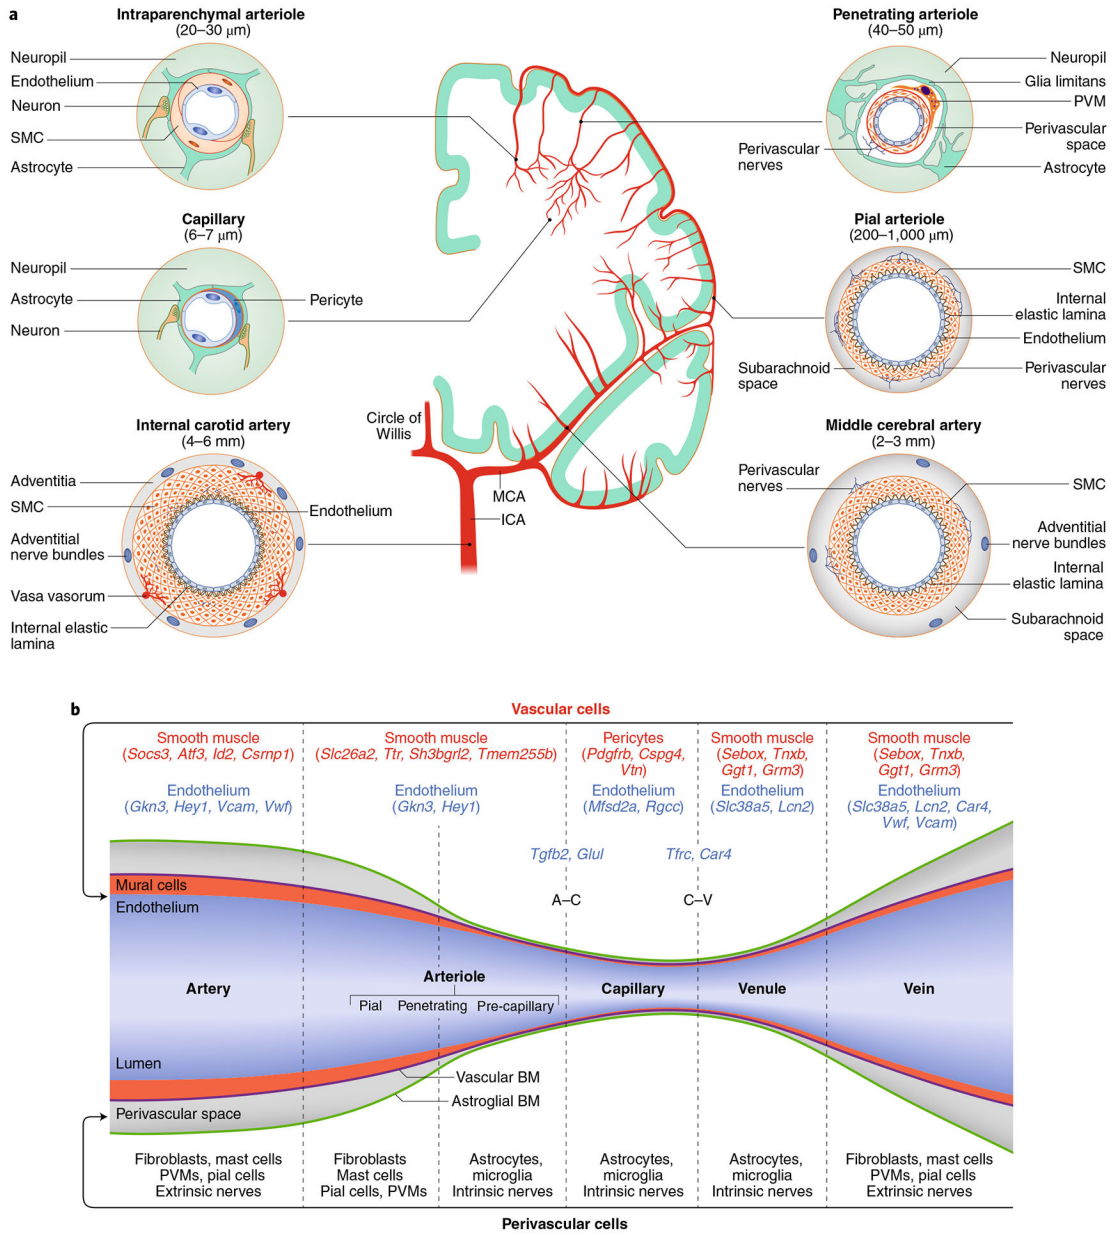 a
Intraparenchymal arteriole
(20–30 μm)
Neuropil
Endothelium
Neuron
SMC
Astrocyte
Capillary
(6–7 μm)
Neuropil
Astrocyte
Neuron
Pericyte
Internal carotid artery
(4–6 mm)
Adventitia
SMC
Adventitial
nerve bundles
Vasa vasorum
Internal elastic
lamina
Endothelium
Circle of
Willis
MCA
ICA
Penetrating arteriole
(40–50 μm)
Neuropil
Glia limitans
PVM
Perivascular
space
Astrocyte
Perivascular
nerves
Pial arteriole
(200–1,000 μm)
SMC
Internal
elastic lamina
Endothelium
Perivascular
nerves
Subarachnoid
space
Middle cerebral artery
(2–3 mm)
Perivascular
nerves
SMC
Adventitial
nerve bundles
Internal
elastic lamina
Subarachnoid
space
b
Vascular cells
Smooth muscle
(Socs3, Atf3, Id2, Csrnp1)
Smooth muscle
(Slc26a2, Ttr, Sh3bgrl2, Tmem255b)
Pericytes
(Pdgfrb, Cspg4,
Vtn)
Smooth muscle
(Sebox, Tnxb,
Ggt1, Grm3)
Smooth muscle
(Sebox, Tnxb,
Ggt1, Grm3)
Endothelium
(Gkn3, Hey1, Vcam, Vwf)
Endothelium
(Gkn3, Hey1)
Endothelium
(Mfsd2a, Rgcc)
Endothelium
(Slc38a5, Lcn2)
Endothelium
(Slc38a5, Lcn2, Car4,
Vwf, Vcam)
Tgfb2, Glul
Tfrc, Car4
A–C
C–V
Mural cells
Endothelium
Artery
Arteriole
Pial
Penetrating
Pre-capillary
Capillary
Venule
Vein
Lumen
Vascular BM
Astroglial BM
Perivascular space
Fibroblasts, mast cells
PVMs, pial cells
Extrinsic nerves
Fibroblasts
Mast cells
Pial cells, PVMs
Astrocytes,
microglia
Intrinsic nerves
Astrocytes,
microglia
Intrinsic nerves
Astrocytes,
microglia
Intrinsic nerves
Fibroblasts, mast cells
PVMs, pial cells
Extrinsic nerves
Perivascular cells